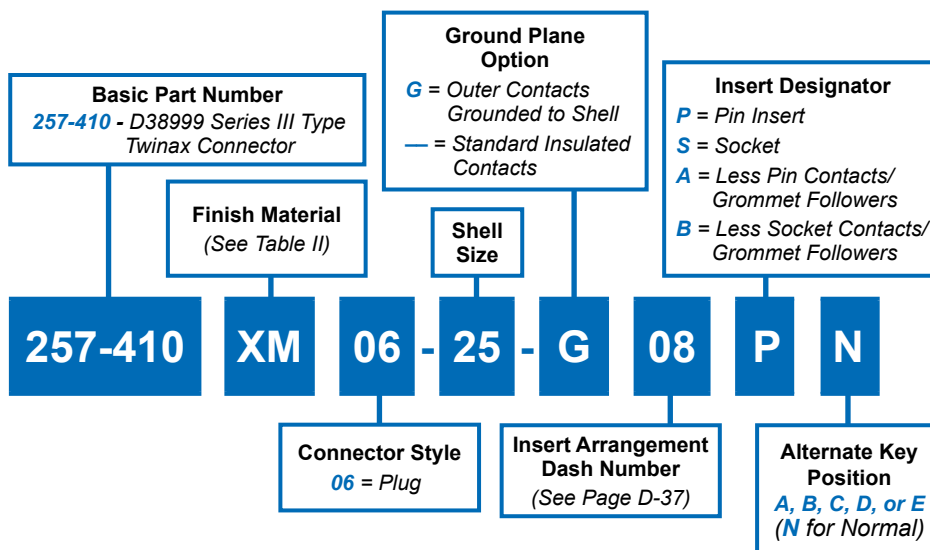 Ground Plane
Option
G = Outer Contacts
Grounded to Shell
— = Standard Insulated
Contacts
Basic Part Number
257-410 - D38999 Series III Type
Twinax Connector
Insert Designator
P = Pin Insert
S = Socket
A = Less Pin Contacts/
Grommet Followers
B = Less Socket Contacts/
Grommet Followers
Finish Material
(See Table II)
Shell
Size
257-410 XM 06 - 25 - G 08 P N
Connector Style
06 = Plug
Insert Arrangement
Dash Number
(See Page D-37)
Alternate Key
Position
A, B, C, D, or E
(N for Normal)